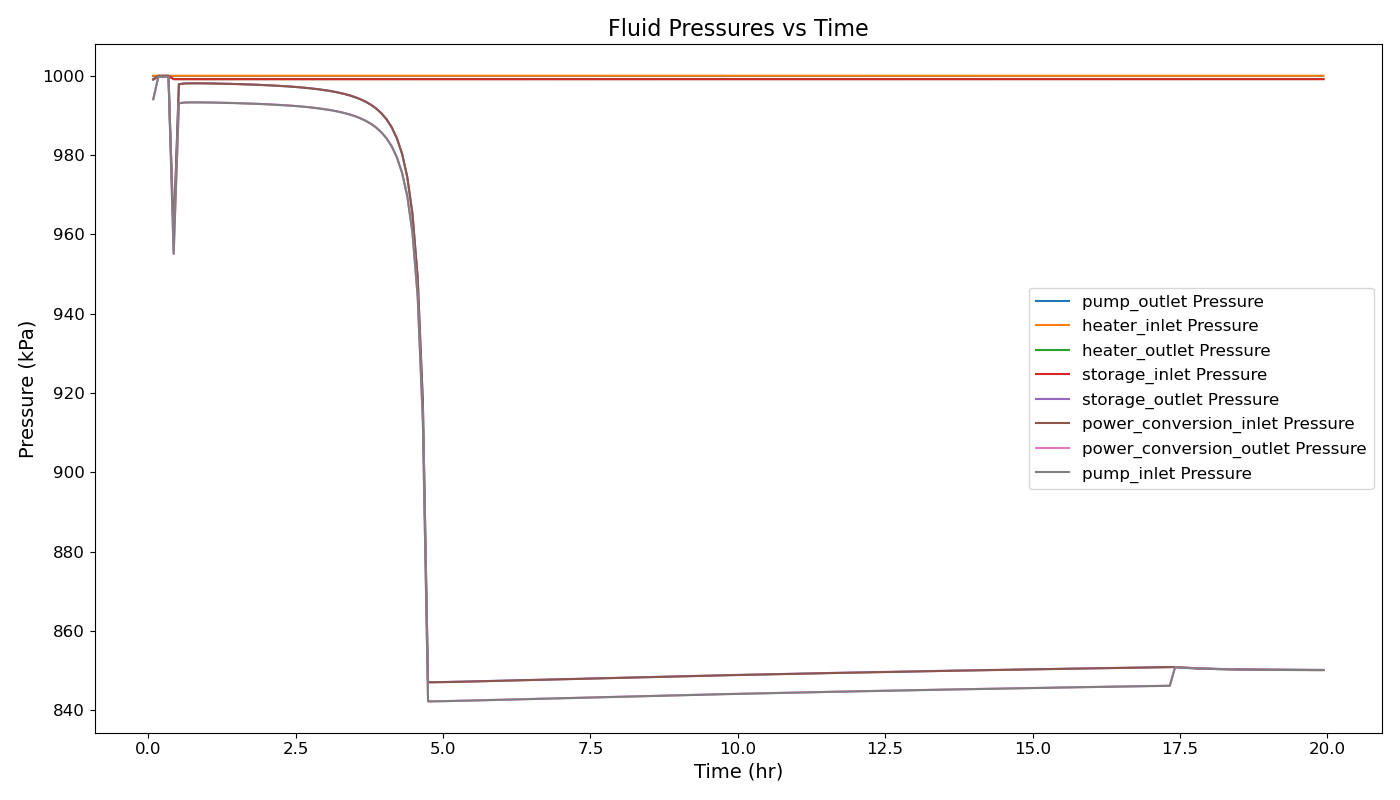 Fluid Pressures vs Time
Pressure (kPa)
1000
980
960
940
920
900
880
860
840
pump_outlet Pressure
heater_inlet Pressure
heater_outlet Pressure
storage_inlet Pressure
storage_outlet Pressure
power_conversion_inlet Pressure
power_conversion_outlet Pressure
pump_inlet Pressure
0.0 2.5 5.0 7.5 10.0 12.5 15.0 17.5 20.0
Time (hr)